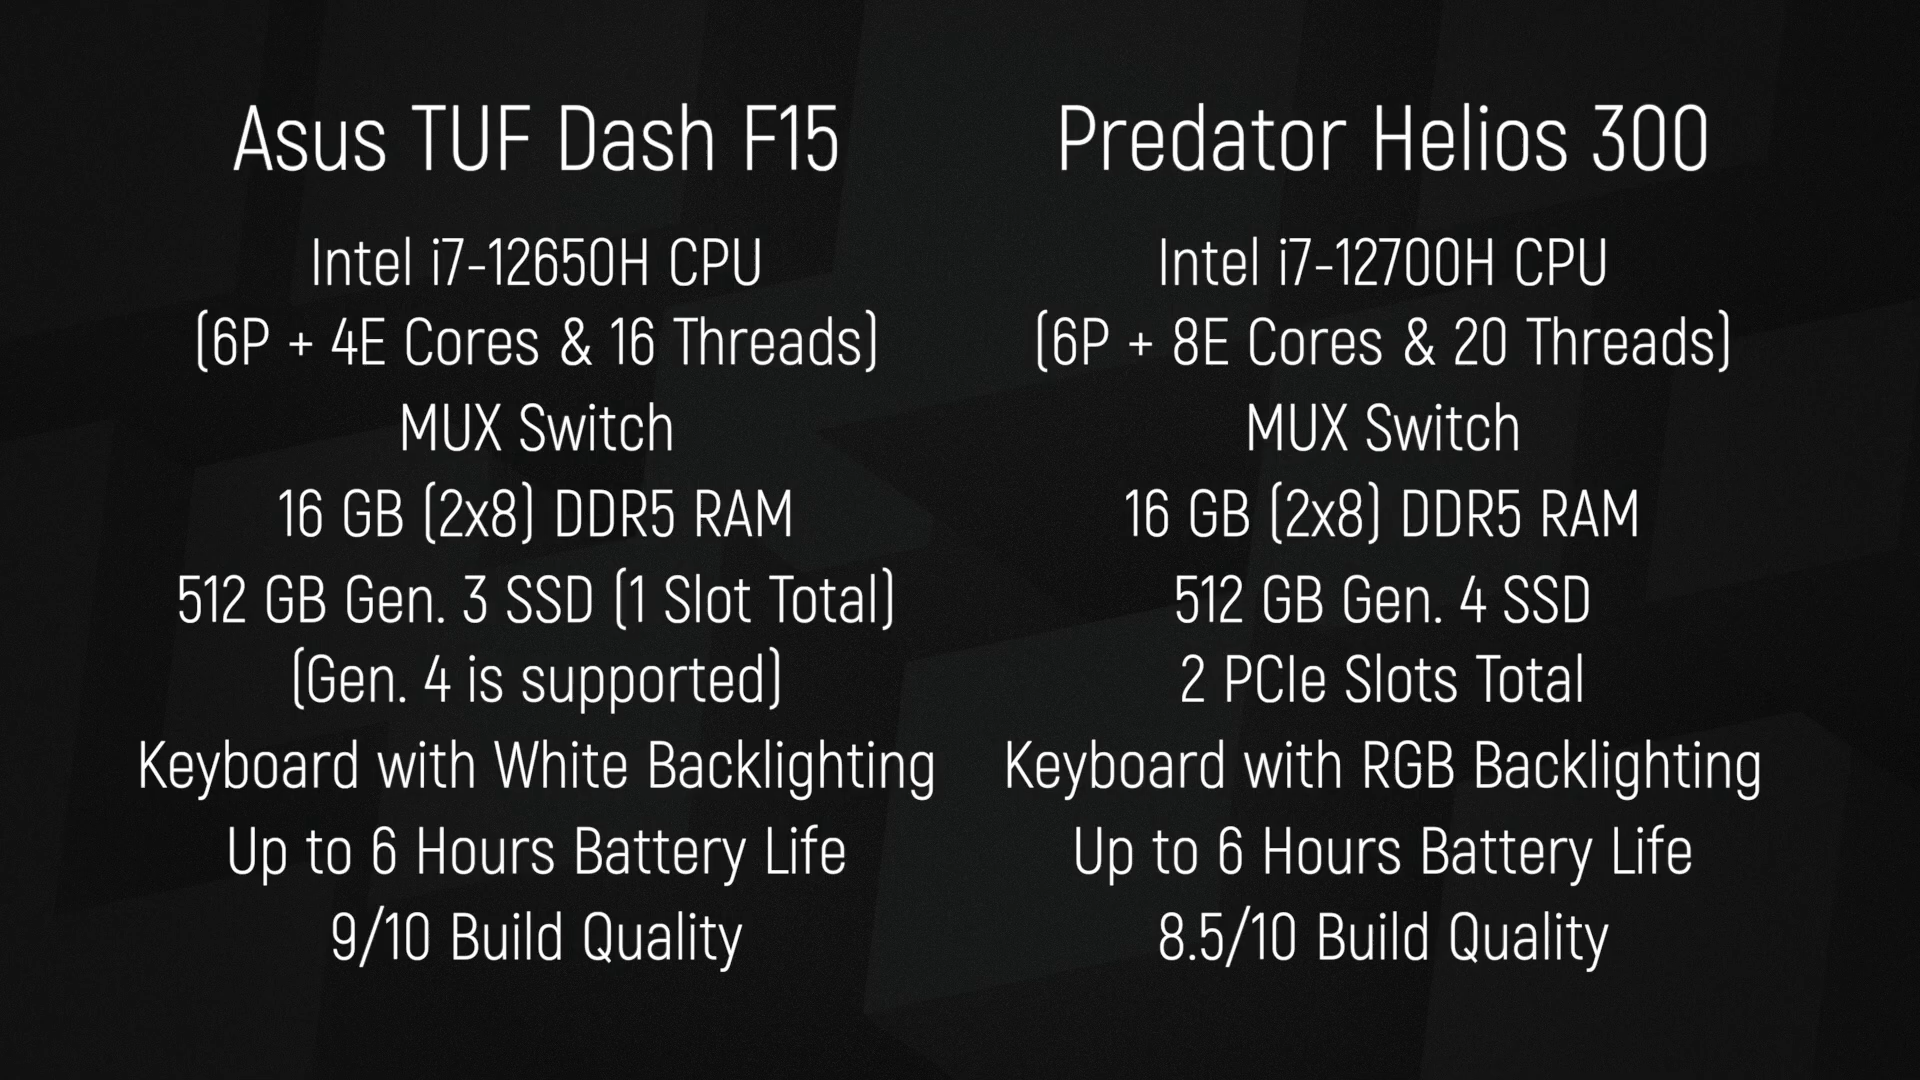 Asus TUF Dash F15
Intel i7-12650H CPU
(6P + 4E Cores & 16 Threads)
MUX Switch
16 GB (2x8) DDR5 RAM
512 GB Gen. 3 SSD (1 Slot Total)
(Gen. 4 is supported)
Keyboard with White Backlighting
Up to 6 Hours Battery Life
9/10 Build Quality
Predator Helios 300
Intel i7-12700H CPU
(6P + 8E Cores & 20 Threads)
MUX Switch
16 GB (2x8) DDR5 RAM
512 GB Gen. 4 SSD
2 PCIe Slots Total
Keyboard with RGB Backlighting
Up to 6 Hours Battery Life
8.5/10 Build Quality